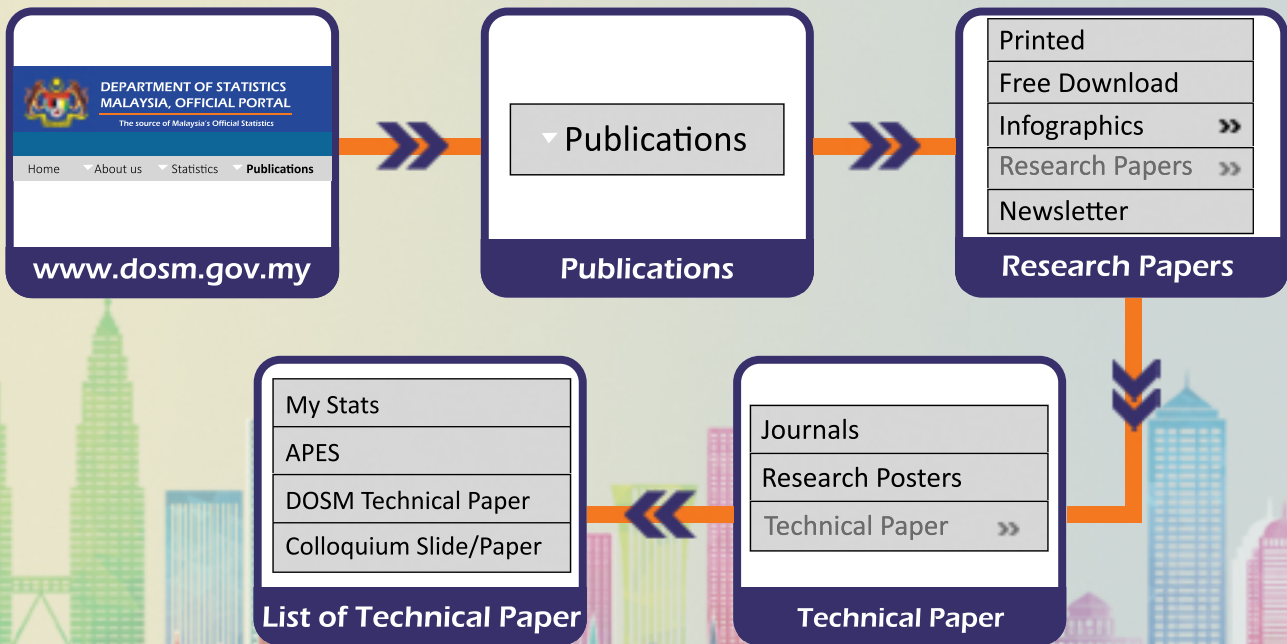 DEPARTMENT OF STATISTICS
MALAYSIA, OFFICIAL PORTAL
The source of Malaysia's Official Statistics
Home About us Statistics Publications
www.dosm.gov.my
Publications
Publications
Printed
Free Download
Infographics
Research Papers
Newsletter
Research Papers
Journals
Research Posters
Technical Paper
Technical Paper
My Stats
APES
DOSM Technical Paper
Colloquium Slide/Paper
List of Technical Paper